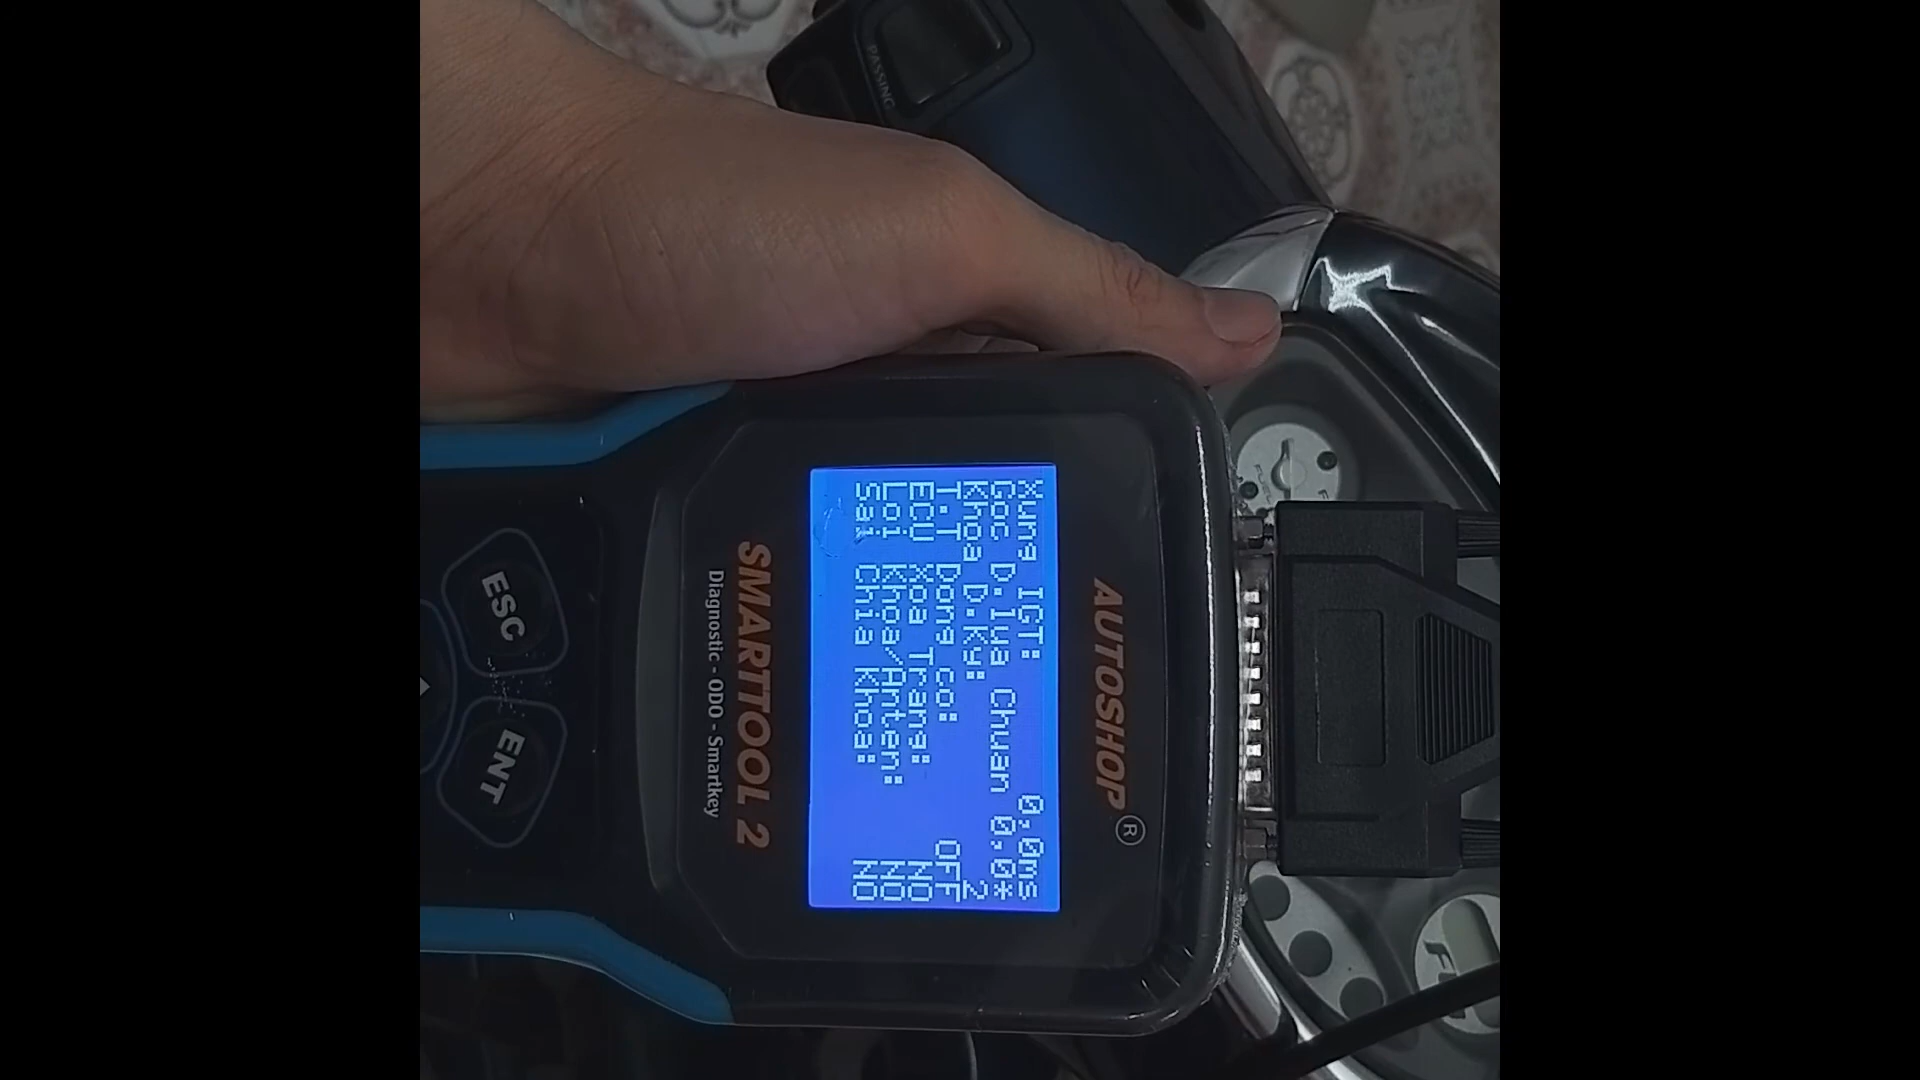 PASSING
AUTOSHOP®
Xung IGT: 0,0ms
Goc D.lua Chuan 0,0*
Khoa D.Ky: 2
T.T Dong co: OFF
ECU Xoa Trang: NO
Loi Khoa/Anten: NO
Sai Chia Khoa: NO
SMARTTOOL 2
Diagnostic - ODO - Smartkey
ESC
ENT
FUEL